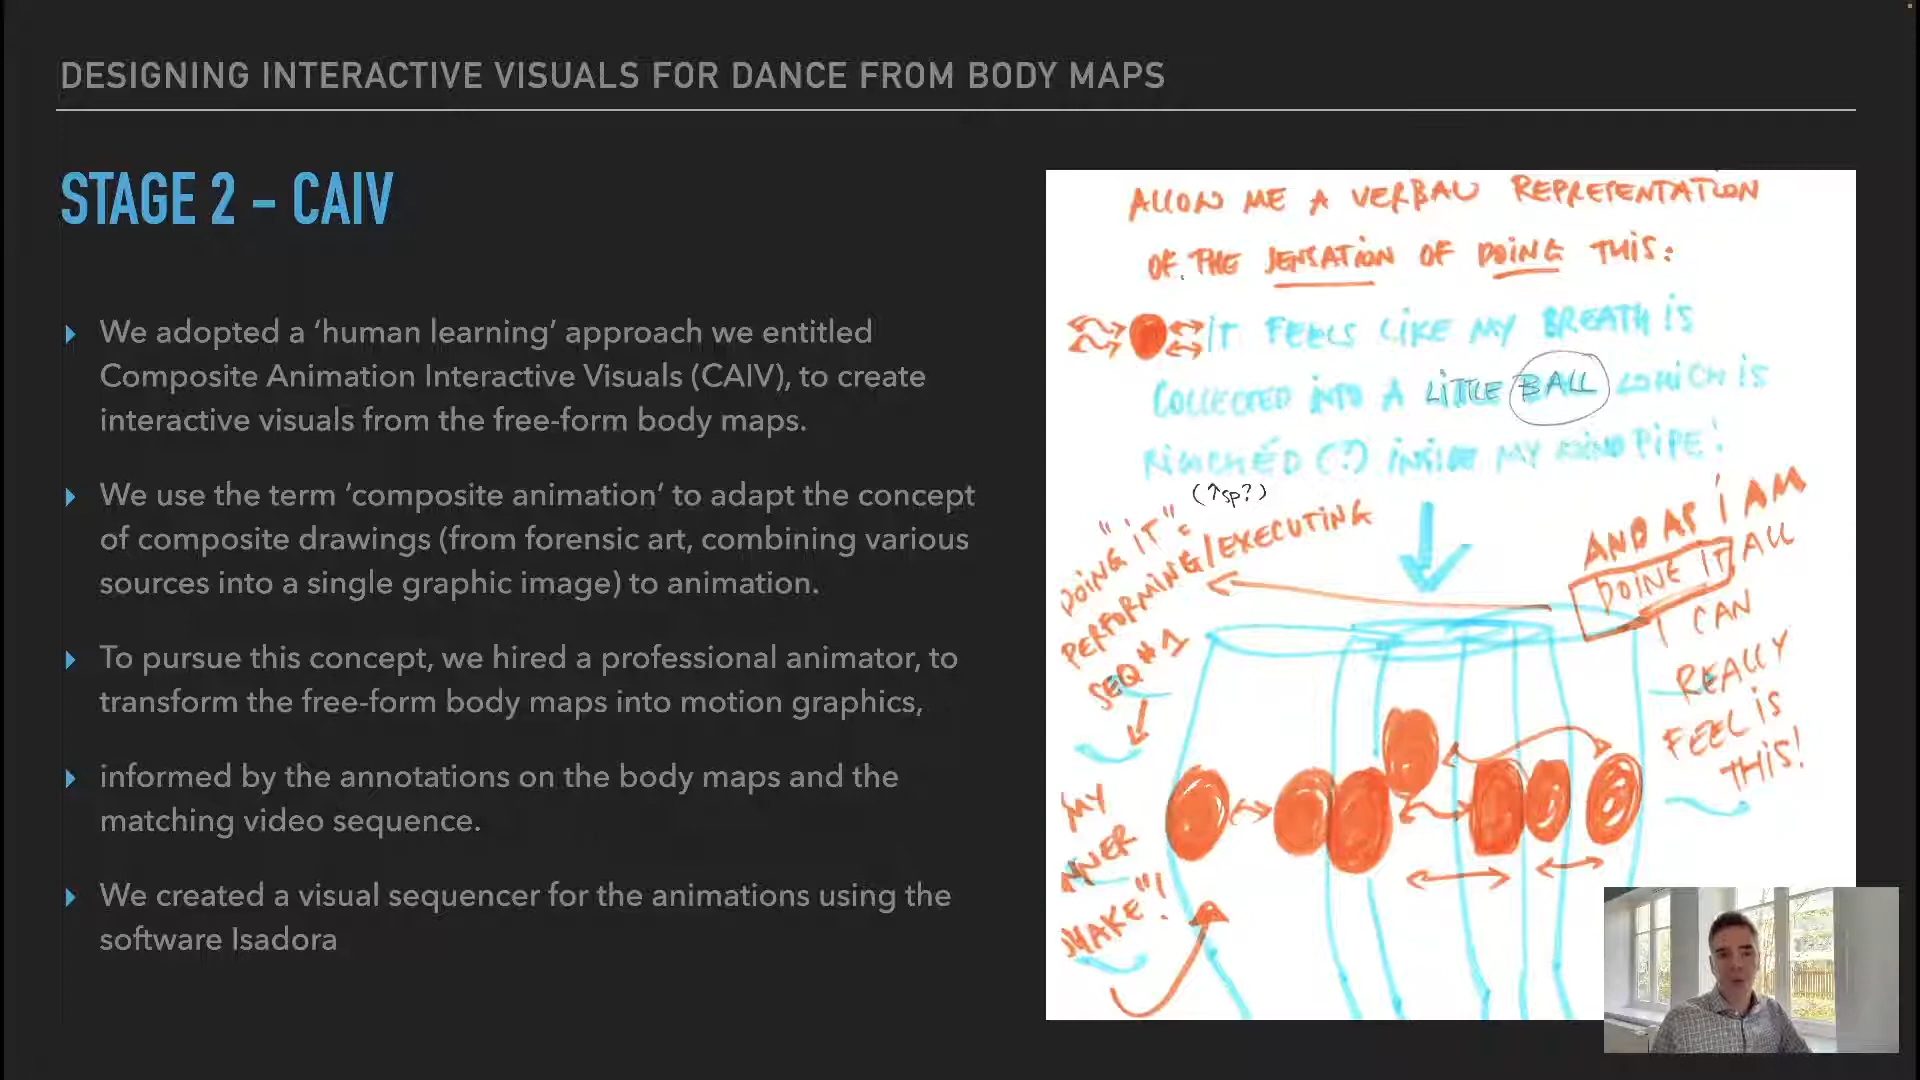 DESIGNING INTERACTIVE VISUALS FOR DANCE FROM BODY MAPS
STAGE 2 – CAIV
We adopted a ‘human learning’ approach we entitled
Composite Animation Interactive Visuals (CAIV), to create
interactive visuals from the free-form body maps.
We use the term ‘composite animation’ to adapt the concept
of composite drawings (from forensic art, combining various
sources into a single graphic image) to animation.
To pursue this concept, we hired a professional animator, to
transform the free-form body maps into motion graphics,
informed by the annotations on the body maps and the
matching video sequence.
We created a visual sequencer for the animations using the
software Isadora
ALLOW ME A VERBAL REPRESENTATION
OF THE SENSATION OF DOING THIS:
IT FEELS LIKE MY BREATH IS
COLLECTED INTO A LITTLE BALL WHICH IS
(?) INSIDE MY WINDPIPE!
(↑sp?)
"DOING IT" =
PERFORMING/EXECUTING
SEQ #1
AND AS I AM
DOING IT ALL
I CAN
REALLY
FEEL IS
THIS!
MY
INNER
SHAKE"!